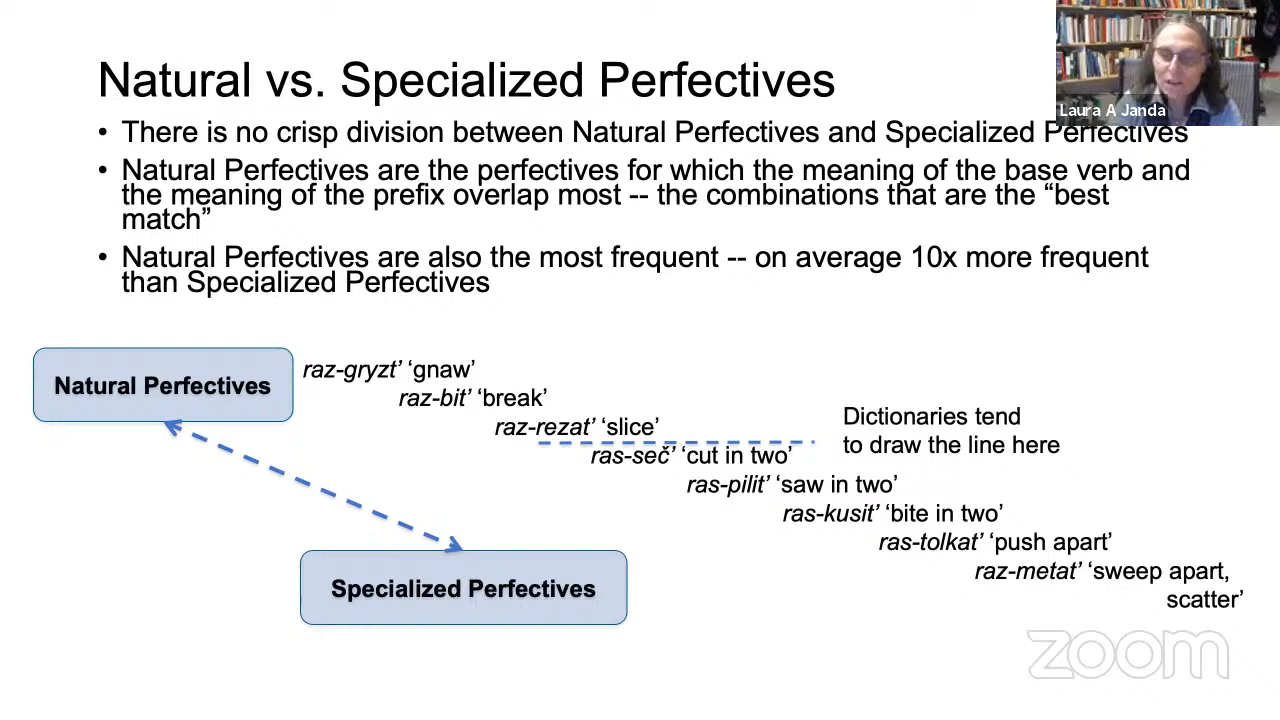 Natural vs. Specialized Perfectives
Laura A Janda
• There is no crisp division between Natural Perfectives and Specialized Perfectives
• Natural Perfectives are the perfectives for which the meaning of the base verb and
the meaning of the prefix overlap most -- the combinations that are the “best
match”
• Natural Perfectives are also the most frequent -- on average 10x more frequent
than Specialized Perfectives
Natural Perfectives
raz-gryzt’ ‘gnaw’
raz-bit’ ‘break’
raz-rezat’ ‘slice’
ras-seč’ ‘cut in two’
ras-pilit’ ‘saw in two’
ras-kusit’ ‘bite in two’
ras-tolkat’ ‘push apart’
raz-metat’ ‘sweep apart,
scatter’
Dictionaries tend
to draw the line here
Specialized Perfectives
zoom